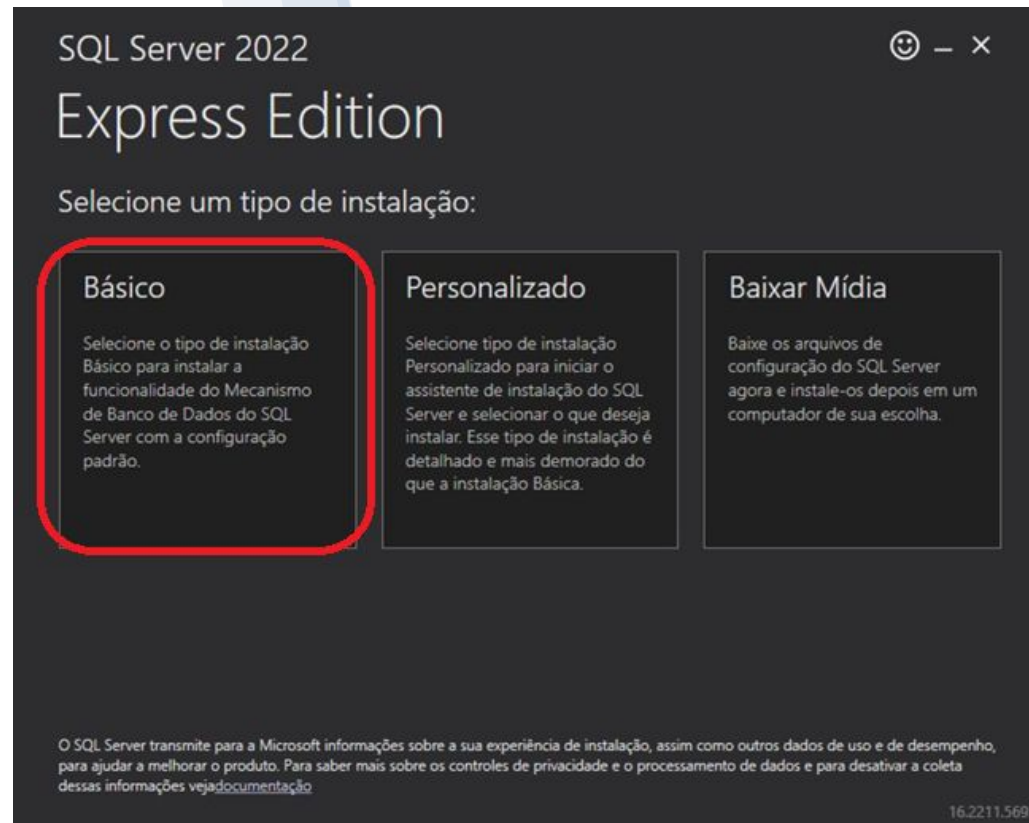 SQL Server 2022
Express Edition
Selecione um tipo de instalação:
Básico
Selecione o tipo de instalação
Básico para instalar a
funcionalidade do Mecanismo
de Banco de Dados do SQL
Server com a configuração
padrão.
Personalizado
Selecione tipo de instalação
Personalizado para iniciar o
assistente de instalação do SQL
Server e selecionar o que deseja
instalar. Esse tipo de instalação é
detalhado e mais demorado do
que a instalação Básica.
Baixar Mídia
Baixe os arquivos de
configuração do SQL Server
agora e instale-os depois em um
computador de sua escolha.
O SQL Server transmite para a Microsoft informações sobre a sua experiência de instalação, assim como outros dados de uso e de desempenho,
para ajudar a melhorar o produto. Para saber mais sobre os controles de privacidade e o processamento de dados e para desativar a coleta
dessas informações vejadocumentação
16.2211.569